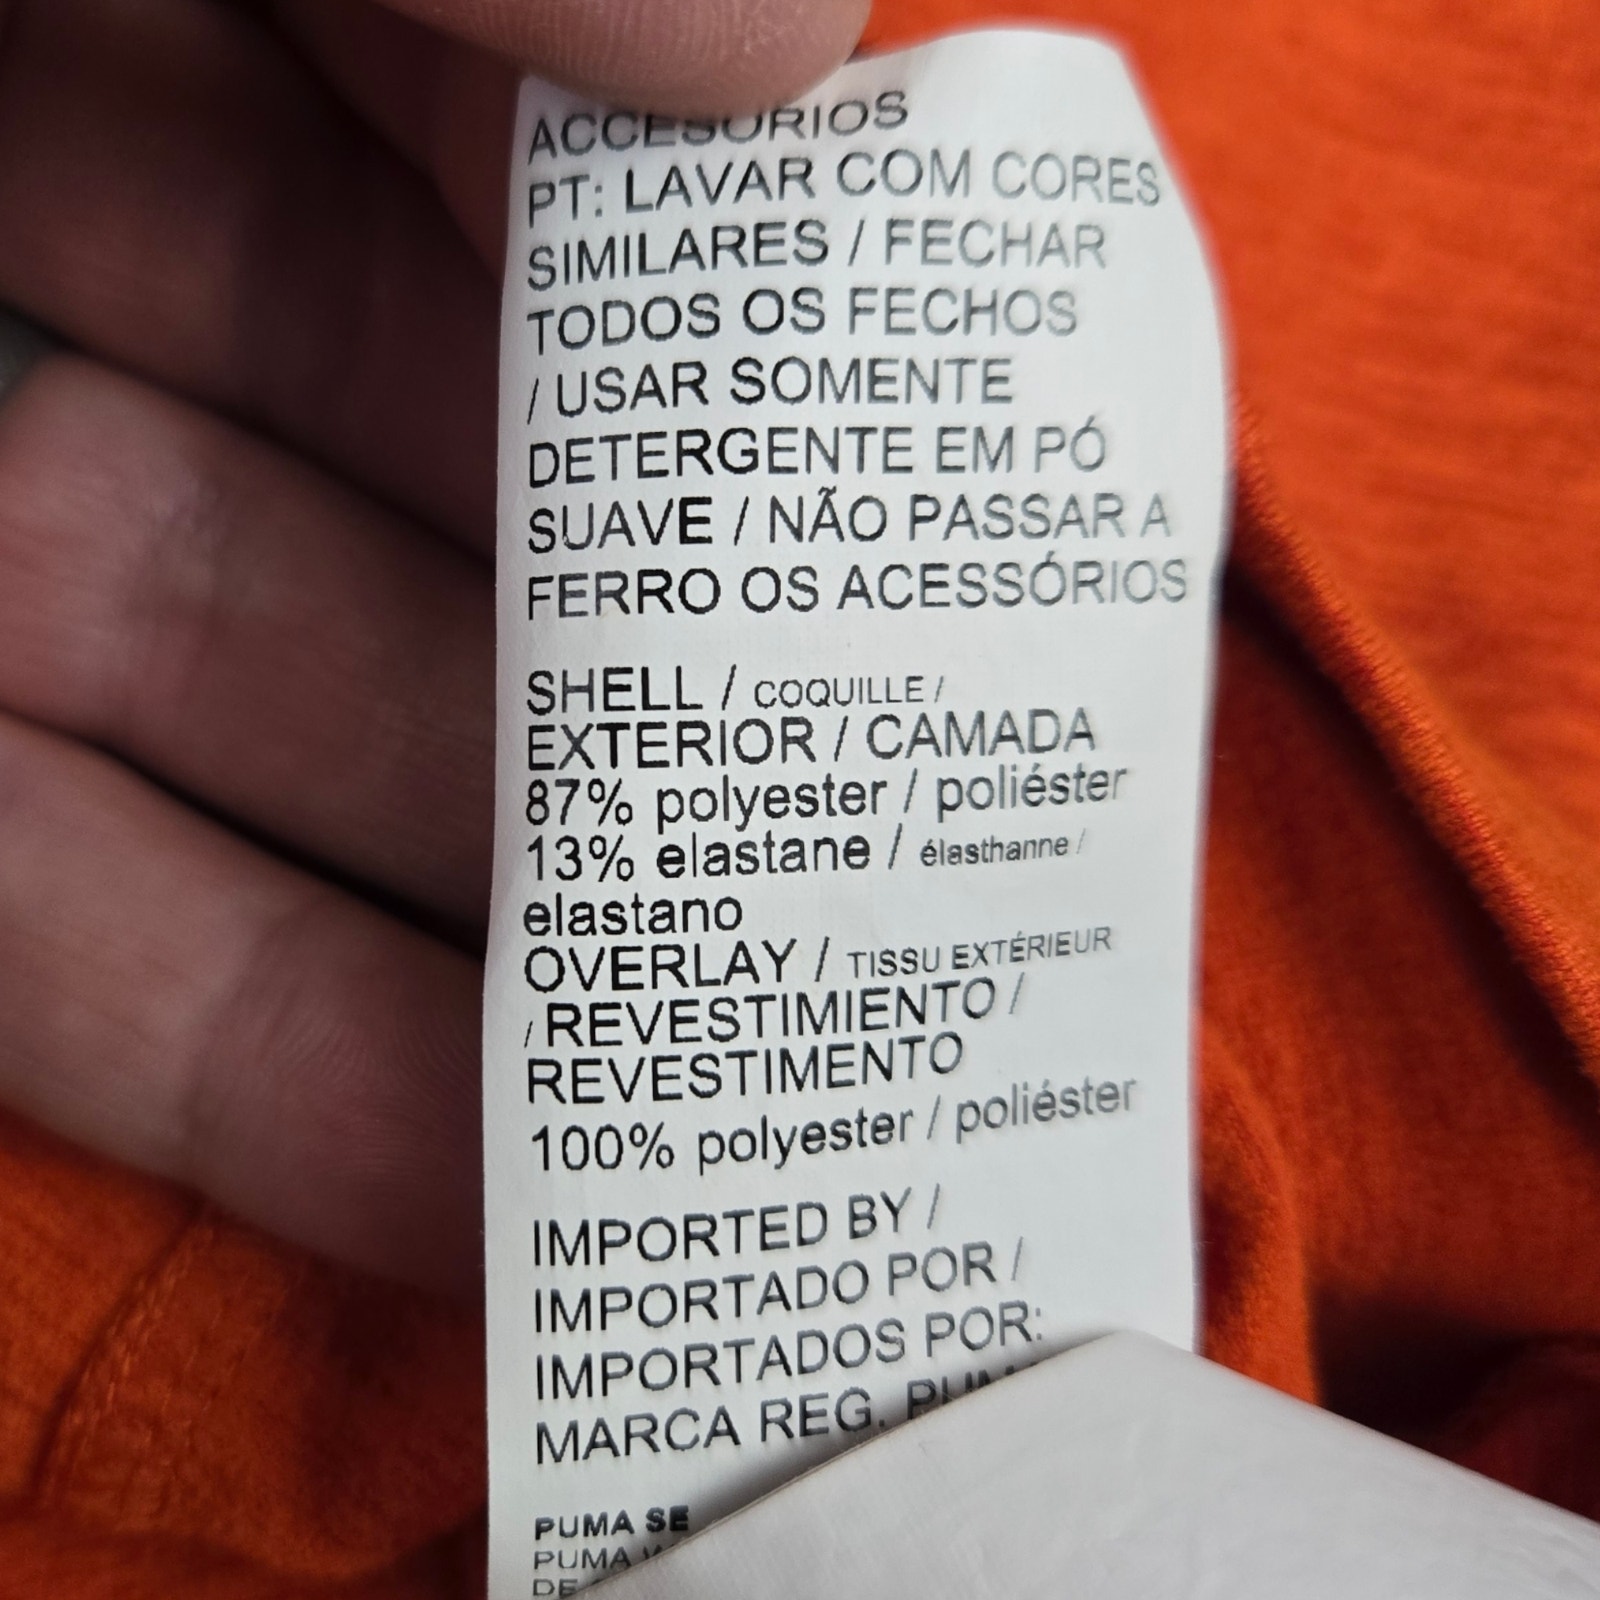 ACCESORIOS
PT: LAVAR COM CORES
SIMILARES / FECHAR
TODOS OS FECHOS
/ USAR SOMENTE
DETERGENTE EM PÓ
SUAVE / NÃO PASSAR A
FERRO OS ACESSÓRIOS
SHELL / COQUILLE /
EXTERIOR / CAMADA
87% polyester / poliéster
13% elastane / élasthanne /
elastano
OVERLAY / TISSU EXTÉRIEUR
/ REVESTIMIENTO /
REVESTIMENTO
100% polyester / poliéster
IMPORTED BY /
IMPORTADO POR /
IMPORTADOS POR:
MARCA REG.
PUMA SE
PUMA
DE